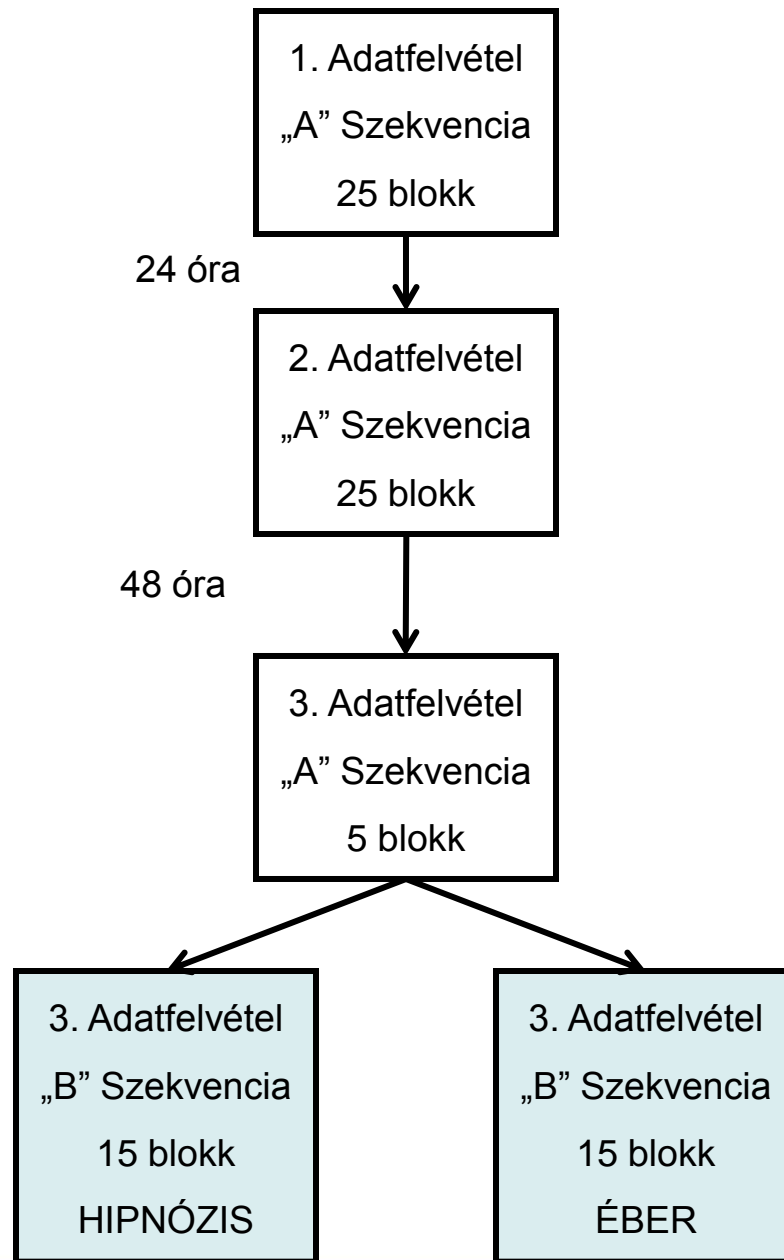 1. Adatfelvétel
„A” Szekvencia
25 blokk
24 óra
2. Adatfelvétel
„A” Szekvencia
25 blokk
48 óra
3. Adatfelvétel
„A” Szekvencia
5 blokk
3. Adatfelvétel
„B” Szekvencia
15 blokk
HIPNÓZIS
3. Adatfelvétel
„B” Szekvencia
15 blokk
ÉBER